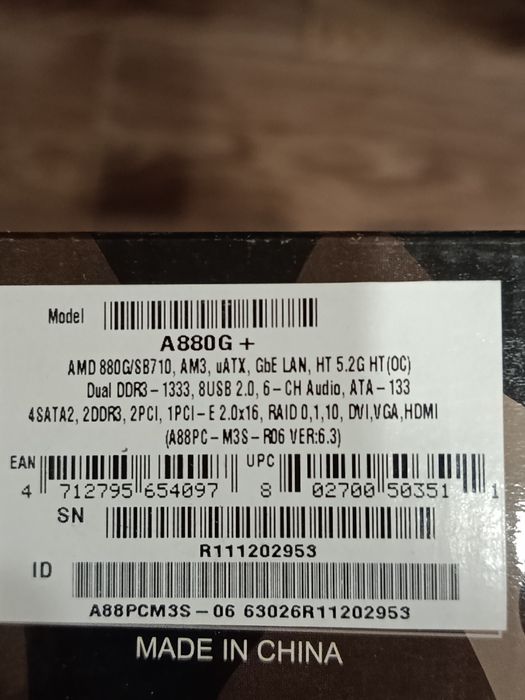 Model
A880G +
AMD 880G/SB710, AM3, uATX, GbE LAN, HT 5.2G HT(OC)
Dual DDR3-1333, 8USB 2.0, 6-CH Audio, ATA-133
4SATA2, 2DDR3, 2PCI, 1PCI-E 2.0x16, RAID 0,1,10, DVI,VGA,HDMI
(A88PC-M3S-R06 VER:6.3)
EAN UPC
4 712795 654097 8 02700 50351 1
SN
R111202953
ID
A88PCM3S-06 63026R11202953
MADE IN CHINA